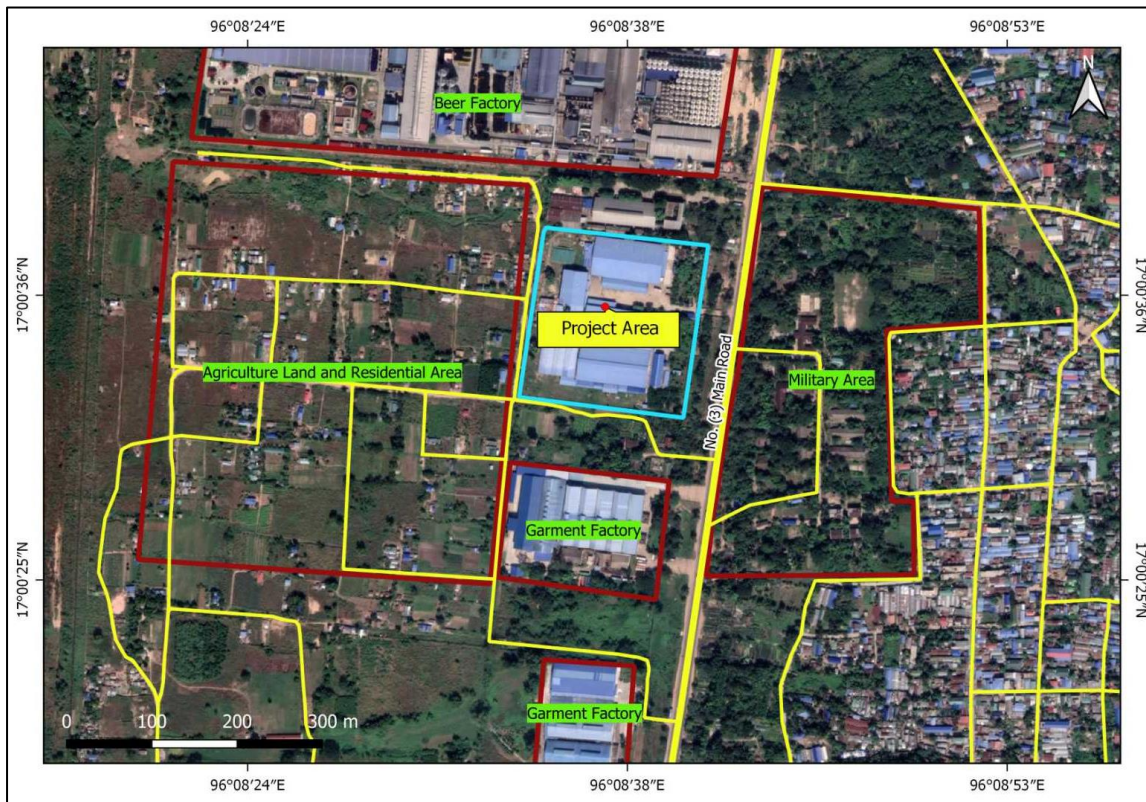 96°08′24″E
96°08′38″E
96°08′53″E
N
Beer Factory
17°00′36″N
17°00′36″N
Project Area
Agriculture Land and Residential Area
Military Area
No. (3) Main Road
Garment Factory
17°00′25″N
17°00′25″N
Garment Factory
0 100 200 300 m
96°08′24″E
96°08′38″E
96°08′53″E